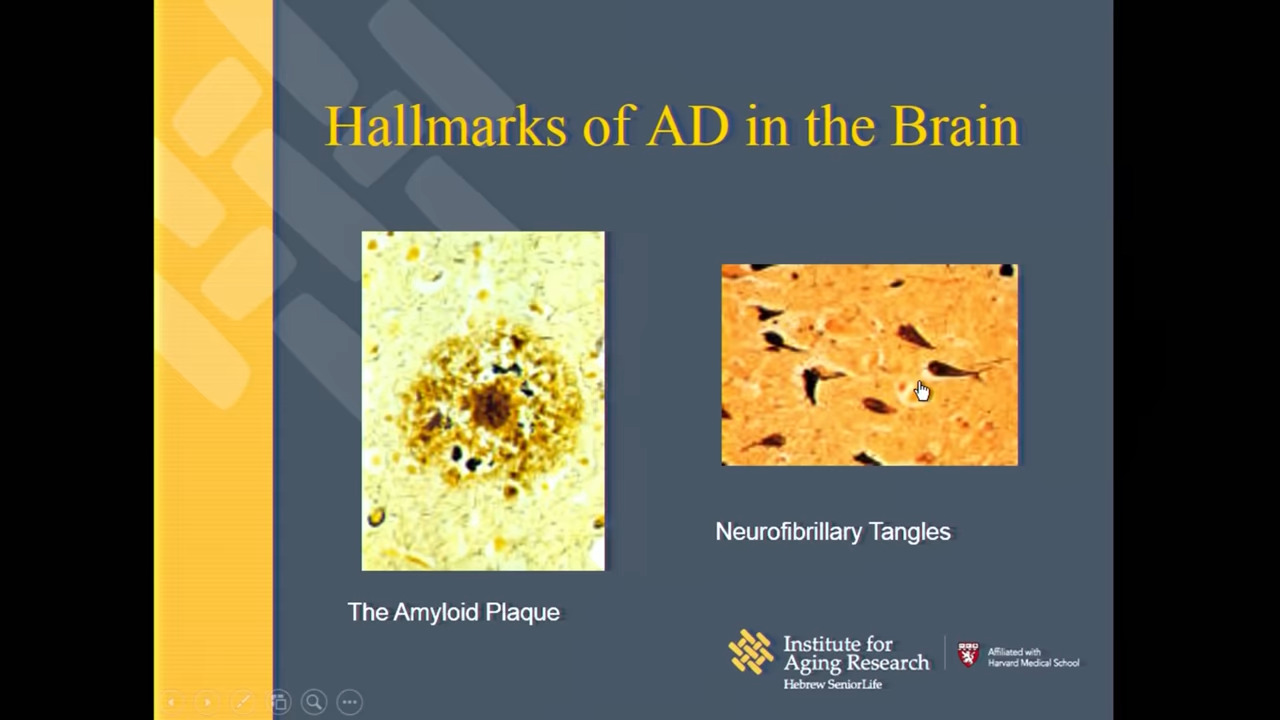 Hallmarks of AD in the Brain
The Amyloid Plaque
Neurofibrillary Tangles
Institute for
Aging Research
Hebrew SeniorLife
Affiliated with
Harvard Medical School